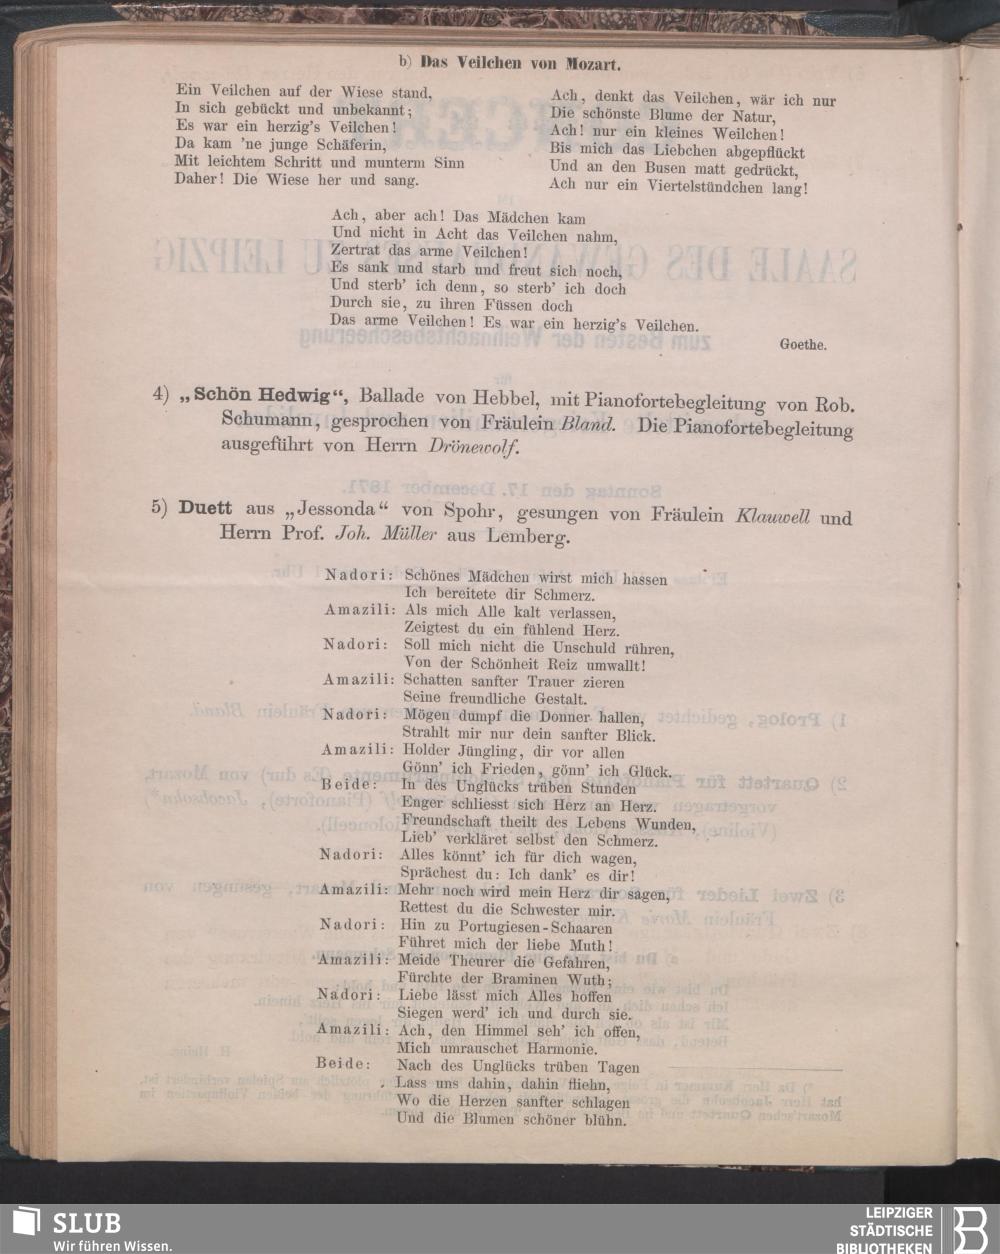 b) Das Veilchen von Mozart.
Ein Veilchen auf der Wiese stand,
In sich gebückt und unbekannt;
Es war ein herzig's Veilchen!
Da kam 'ne junge Schäferin,
Mit leichtem Schritt und munterm Sinn
Daher! Die Wiese her und sang.
Ach, denkt das Veilchen, wär ich nur
Die schönste Blume der Natur,
Ach! nur ein kleines Weilchen!
Bis mich das Liebchen abgepflückt
Und an den Busen matt gedrückt,
Ach nur ein Viertelstündchen lang!
Ach, aber ach! Das Mädchen kam
Und nicht in Acht das Veilchen nahm,
Zertrat das arme Veilchen!
Es sank und starb und freut sich noch,
Und sterb' ich denn, so sterb' ich doch
Durch sie, zu ihren Füssen doch
Das arme Veilchen! Es war ein herzig's Veilchen.
Goethe.
4) „Schön Hedwig“, Ballade von Hebbel, mit Pianofortebegleitung von Rob.
Schumann, gesprochen von Fräulein Bland. Die Pianofortebegleitung
ausgeführt von Herrn Drönewolf.
5) Duett aus „Jessonda“ von Spohr, gesungen von Fräulein Klauwell und
Herrn Prof. Joh. Müller aus Lemberg.
Nadori: Schönes Mädchen wirst mich hassen
Ich bereitete dir Schmerz.
Amazili: Als mich Alle kalt verlassen,
Zeigtest du ein fühlend Herz.
Nadori: Soll mich nicht die Unschuld rühren,
Von der Schönheit Reiz umwallt!
Amazili: Schatten sanfter Trauer zieren
Seine freundliche Gestalt.
Nadori: Mögen dumpf die Donner hallen,
Strahlt mir nur dein sanfter Blick.
Amazili: Holder Jüngling, dir vor allen
Gönn' ich Frieden, gönn' ich Glück.
Beide: In des Unglücks trüben Stunden
Enger schliesst sich Herz an Herz.
Freundschaft theilt des Lebens Wunden,
Lieb' verkläret selbst den Schmerz.
Nadori: Alles könnt' ich für dich wagen,
Sprächest du: Ich dank' es dir!
Amazili: Mehr noch wird mein Herz dir sagen,
Rettest du die Schwester mir.
Nadori: Hin zu Portugiesen-Schaaren
Führet mich der liebe Muth!
Amazili: Meide Theurer die Gefahren,
Fürchte der Braminen Wuth;
Nadori: Liebe lässt mich Alles hoffen
Siegen werd' ich und durch sie.
Amazili: Ach, den Himmel seh' ich offen,
Mich umrauschet Harmonie.
Beide: Nach des Unglücks trüben Tagen
Lass uns dahin, dahin fliehn,
Wo die Herzen sanfter schlagen
Und die Blumen schöner blühn.
SLUB
Wir führen Wissen.
LEIPZIGER
STÄDTISCHE
BIBLIOTHEKEN